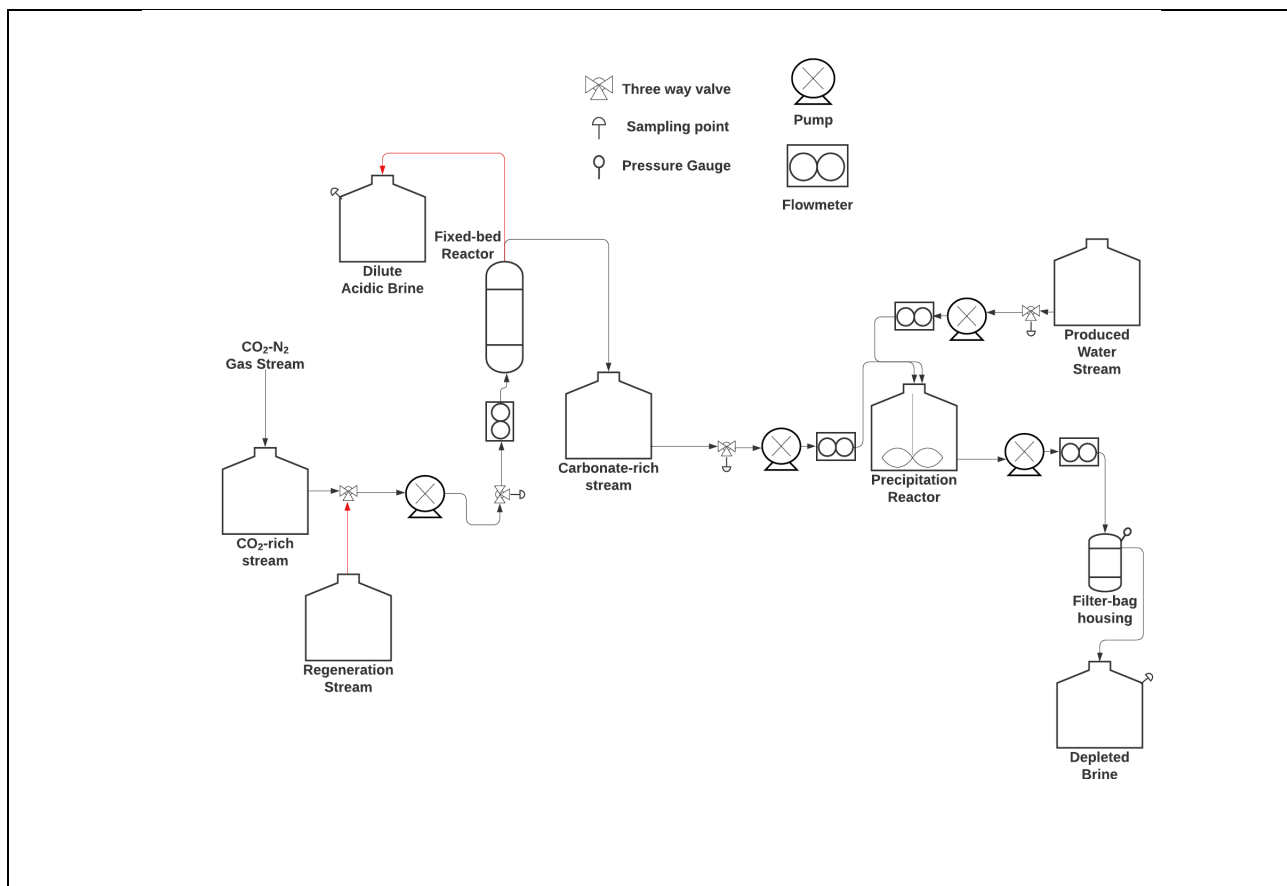 Three way valve
Sampling point
Pressure Gauge
Pump
Flowmeter
Dilute
Acidic Brine
Fixed-bed
Reactor
CO₂-N₂
Gas Stream
CO₂-rich
stream
Regeneration
Stream
Carbonate-rich
stream
Precipitation
Reactor
Produced
Water
Stream
Filter-bag
housing
Depleted
Brine